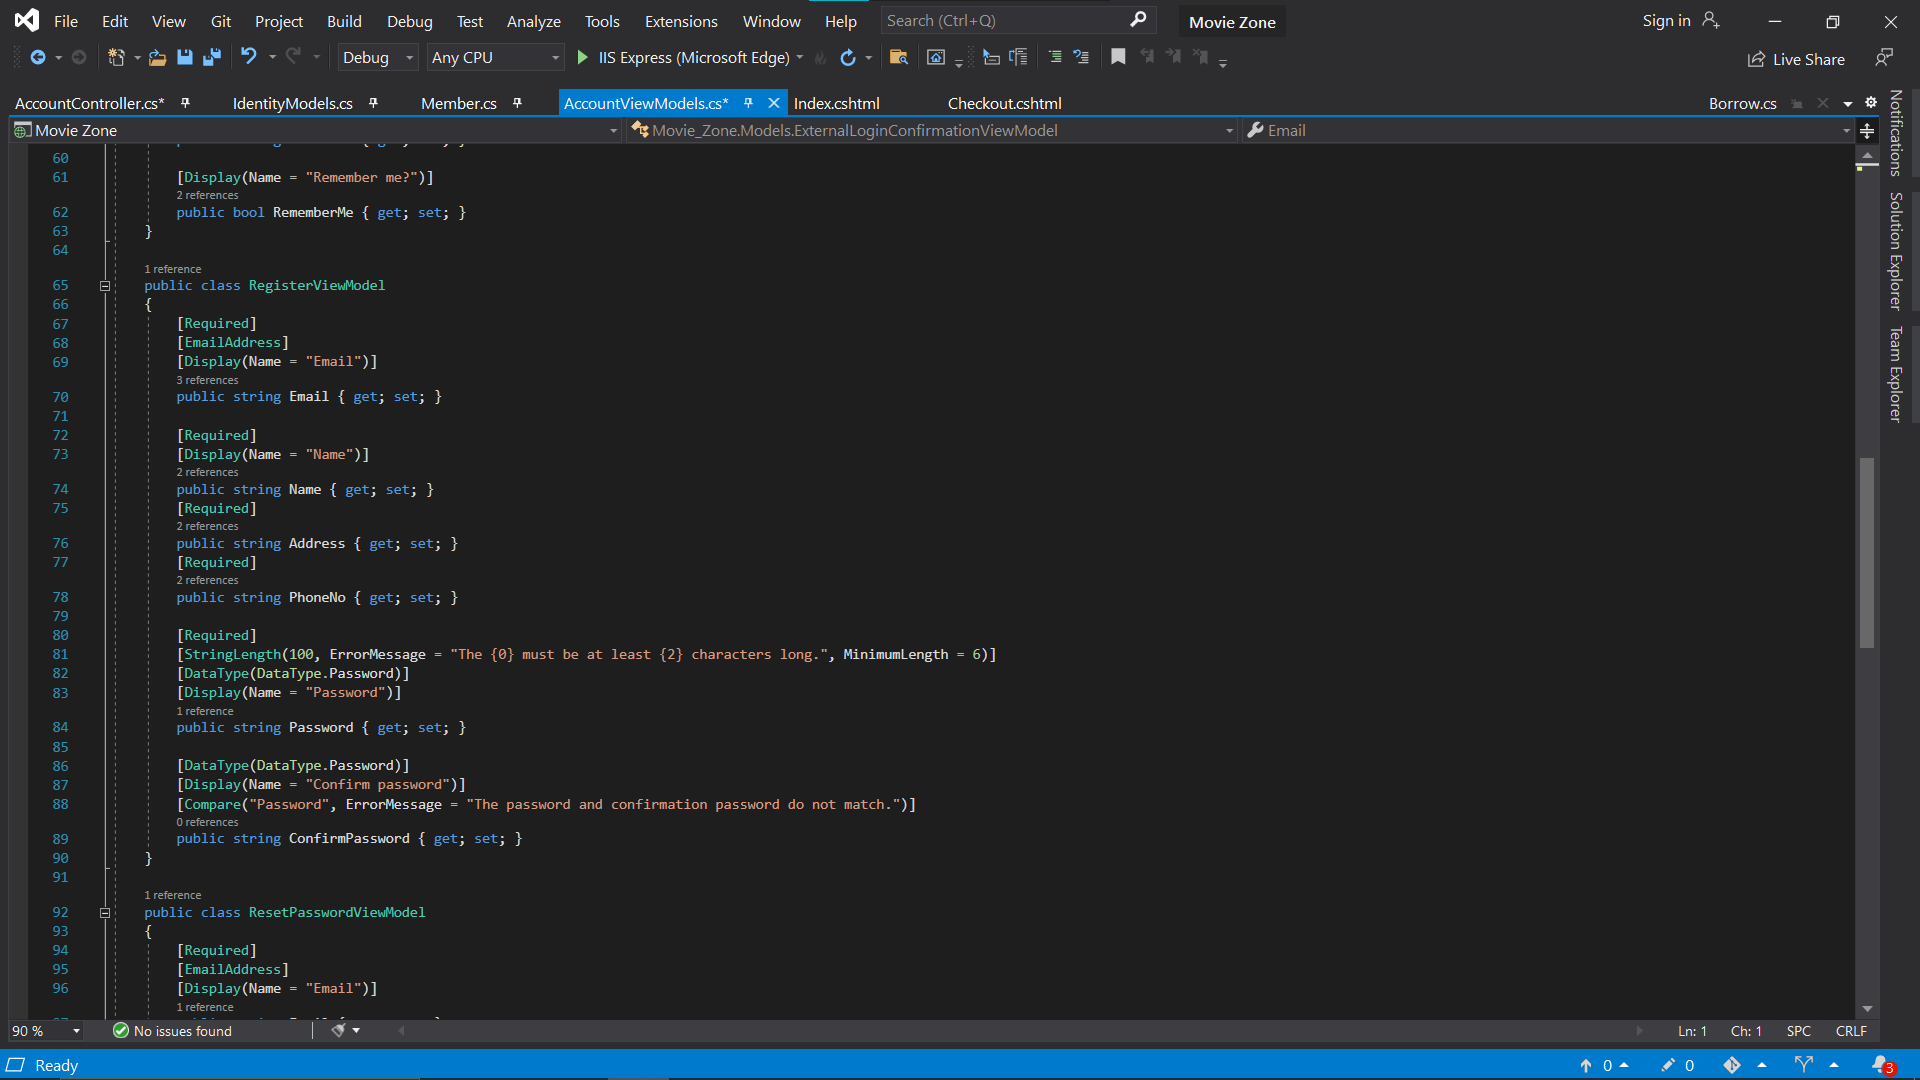 File Edit View Git Project Build Debug Test Analyze Tools Extensions Window Help Search (Ctrl+Q) Movie Zone Sign in
Debug Any CPU IIS Express (Microsoft Edge) Live Share
AccountController.cs* IdentityModels.cs Member.cs AccountViewModels.cs* Index.cshtml Checkout.cshtml Borrow.cs
Movie Zone Movie_Zone.Models.ExternalLoginConfirmationViewModel Email
60
61 [Display(Name = "Remember me?")]
2 references
62 public bool RememberMe { get; set; }
63 }
64
1 reference
65 public class RegisterViewModel
66 {
67 [Required]
68 [EmailAddress]
69 [Display(Name = "Email")]
3 references
70 public string Email { get; set; }
71
72 [Required]
73 [Display(Name = "Name")]
2 references
74 public string Name { get; set; }
75 [Required]
2 references
76 public string Address { get; set; }
77 [Required]
2 references
78 public string PhoneNo { get; set; }
79
80 [Required]
81 [StringLength(100, ErrorMessage = "The {0} must be at least {2} characters long.", MinimumLength = 6)]
82 [DataType(DataType.Password)]
83 [Display(Name = "Password")]
1 reference
84 public string Password { get; set; }
85
86 [DataType(DataType.Password)]
87 [Display(Name = "Confirm password")]
88 [Compare("Password", ErrorMessage = "The password and confirmation password do not match.")]
0 references
89 public string ConfirmPassword { get; set; }
90 }
91
1 reference
92 public class ResetPasswordViewModel
93 {
94 [Required]
95 [EmailAddress]
96 [Display(Name = "Email")]
1 reference
Notifications
Solution Explorer
Team Explorer
90 % No issues found Ln: 1 Ch: 1 SPC CRLF
Ready 0 0 3